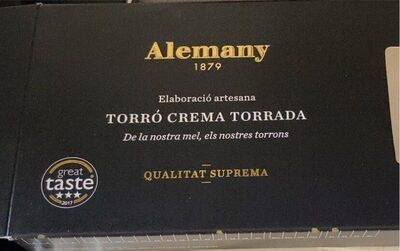 Alemany
1879
Elaboració artesana
TORRÓ CREMA TORRADA
De la nostra mel, els nostres torrons
QUALITAT SUPREMA
great
taste
2017